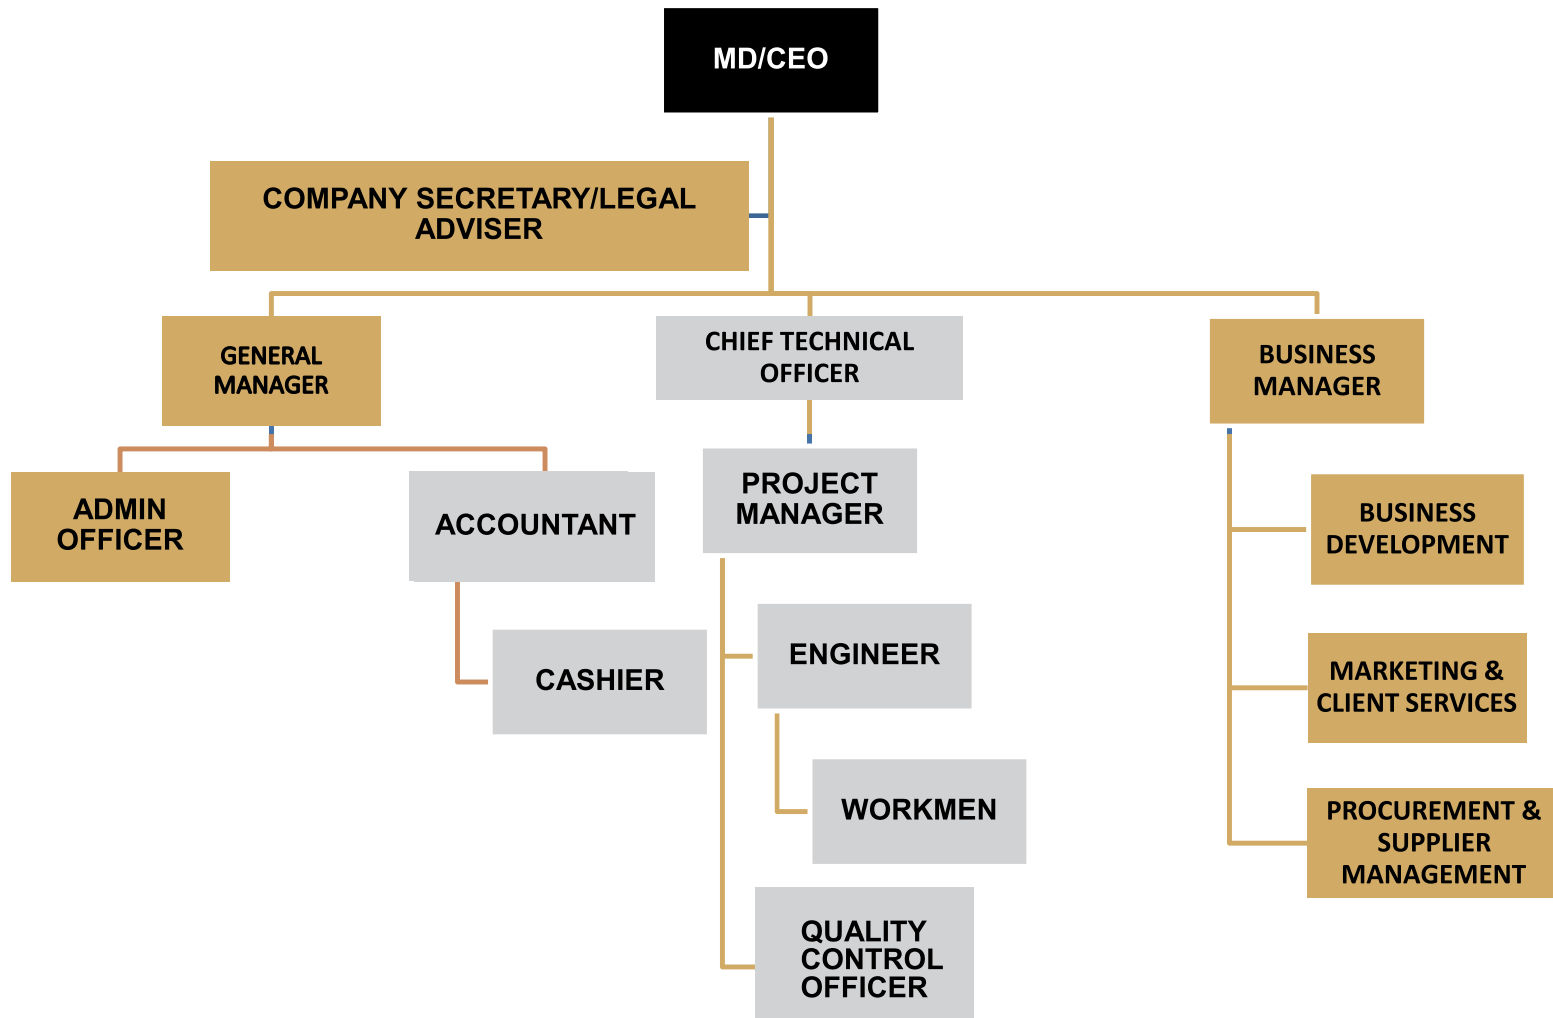 MD/CEO
COMPANY SECRETARY/LEGAL
ADVISER
GENERAL
MANAGER
CHIEF TECHNICAL
OFFICER
BUSINESS
MANAGER
ADMIN
OFFICER
ACCOUNTANT
CASHIER
PROJECT
MANAGER
ENGINEER
WORKMEN
QUALITY
CONTROL
OFFICER
BUSINESS
DEVELOPMENT
MARKETING &
CLIENT SERVICES
PROCUREMENT &
SUPPLIER
MANAGEMENT